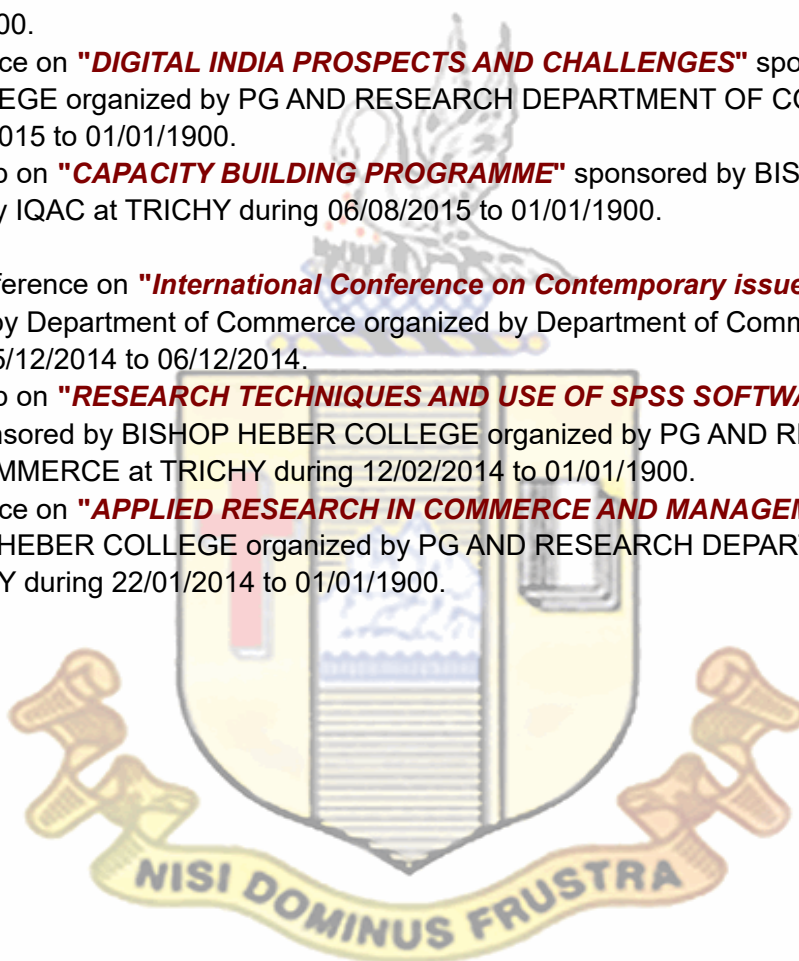 00.
ce on "DIGITAL INDIA PROSPECTS AND CHALLENGES" spo
EGE organized by PG AND RESEARCH DEPARTMENT OF CO
015 to 01/01/1900.
o on "CAPACITY BUILDING PROGRAMME" sponsored by BIS
y IQAC at TRICHY during 06/08/2015 to 01/01/1900.
ference on "International Conference on Contemporary issue
by Department of Commerce organized by Department of Comm
5/12/2014 to 06/12/2014.
o on "RESEARCH TECHNIQUES AND USE OF SPSS SOFTWA
nsored by BISHOP HEBER COLLEGE organized by PG AND RE
MMERCE at TRICHY during 12/02/2014 to 01/01/1900.
ce on "APPLIED RESEARCH IN COMMERCE AND MANAGEM
HEBER COLLEGE organized by PG AND RESEARCH DEPAR
Y during 22/01/2014 to 01/01/1900.
NISI DOMINUS FRUSTRA